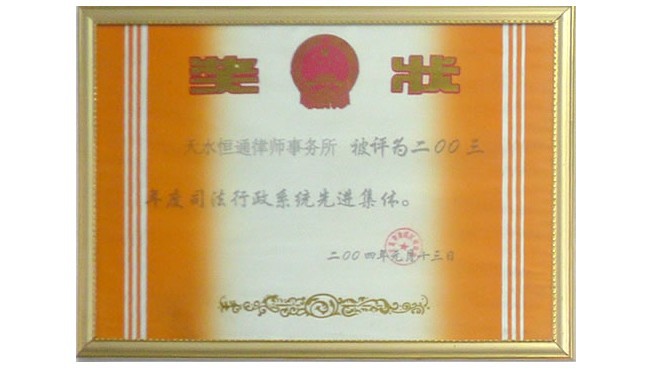 奖状
天水恒通律师事务所 被评为二00三
年度司法行政系统先进集体。
二00四年元月十三日